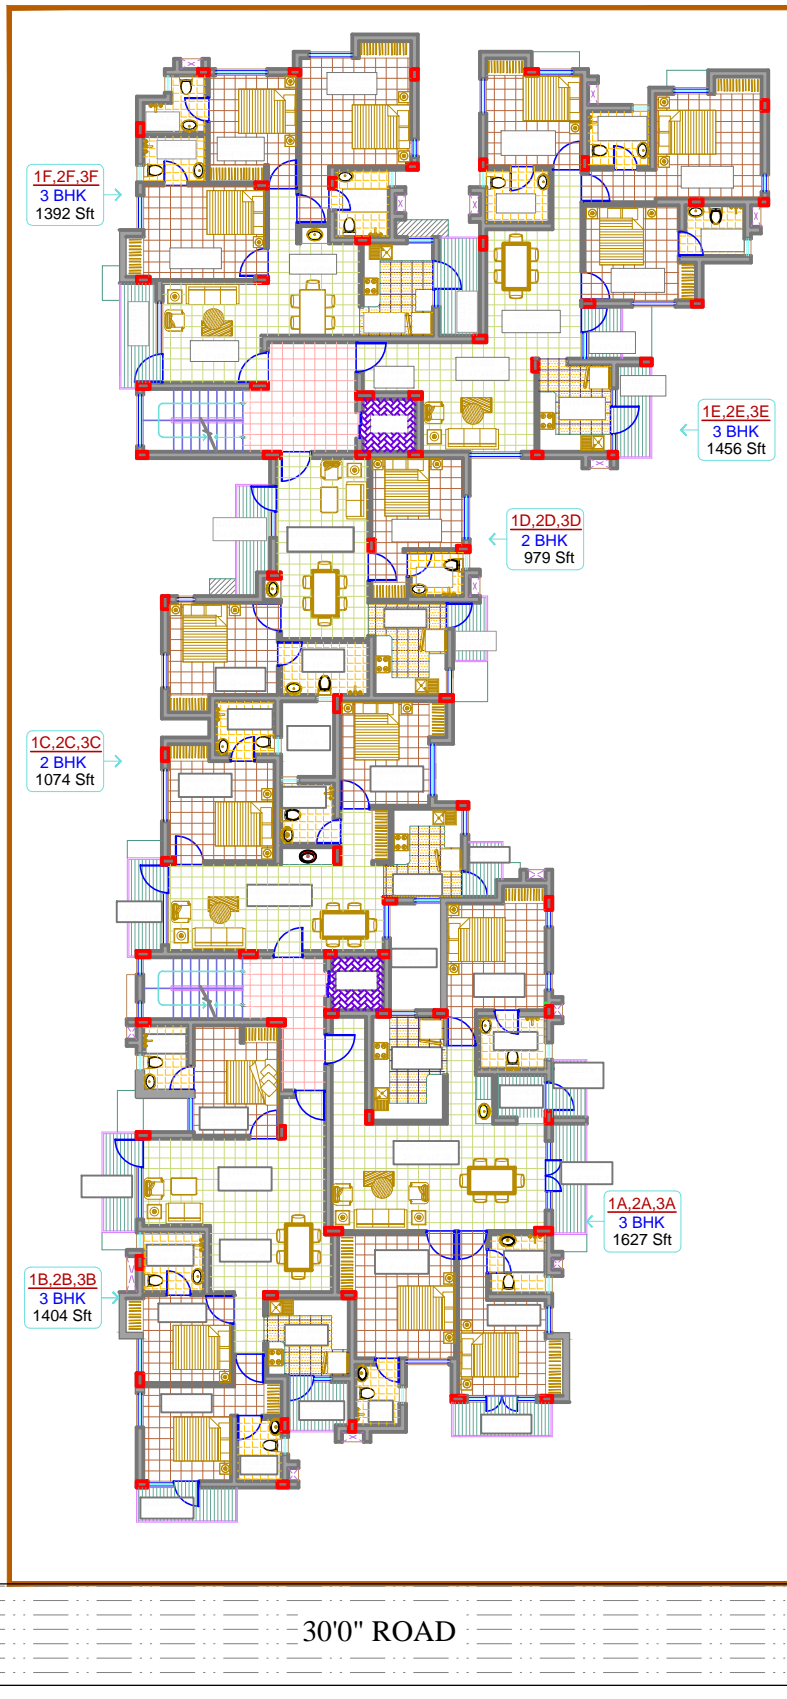 1F,2F,3F
3 BHK
1392 Sft
1E,2E,3E
3 BHK
1456 Sft
1D,2D,3D
2 BHK
979 Sft
1C,2C,3C
2 BHK
1074 Sft
1A,2A,3A
3 BHK
1627 Sft
1B,2B,3B
3 BHK
1404 Sft
30'0" ROAD